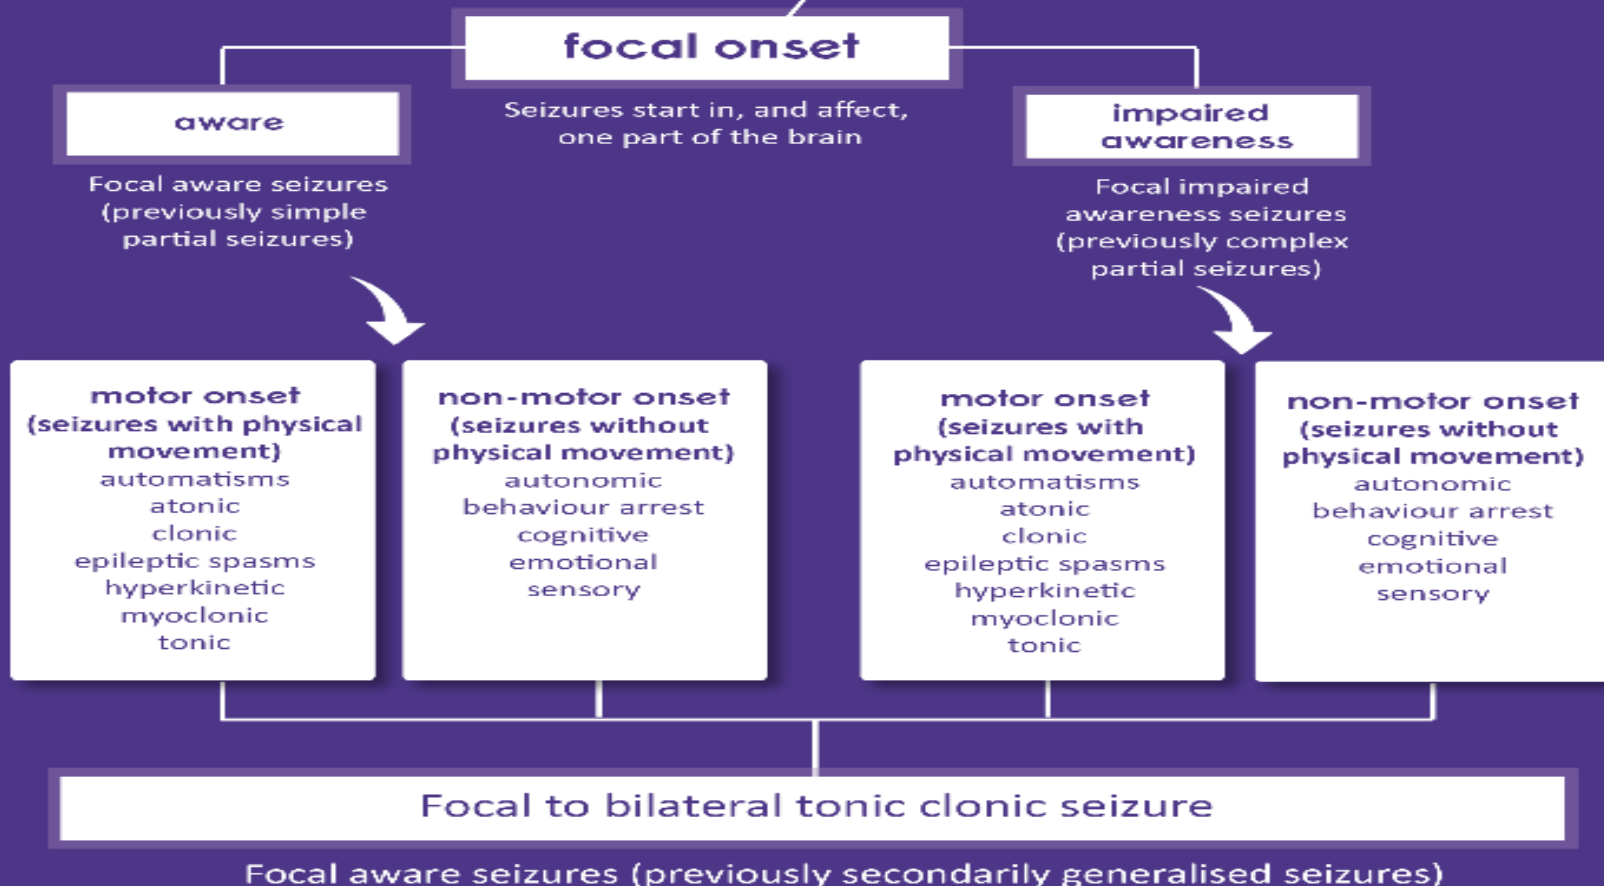 focal onset
Seizures start in, and affect,
one part of the brain
aware
Focal aware seizures
(previously simple
partial seizures)
impaired
awareness
Focal impaired
awareness seizures
(previously complex
partial seizures)
motor onset
(seizures with physical
movement)
automatisms
atonic
clonic
epileptic spasms
hyperkinetic
myoclonic
tonic
non-motor onset
(seizures without
physical movement)
autonomic
behaviour arrest
cognitive
emotional
sensory
motor onset
(seizures with
physical movement)
automatisms
atonic
clonic
epileptic spasms
hyperkinetic
myoclonic
tonic
non-motor onset
(seizures without
physical movement)
autonomic
behaviour arrest
cognitive
emotional
sensory
Focal to bilateral tonic clonic seizure
Focal aware seizures (previously secondarily generalised seizures)